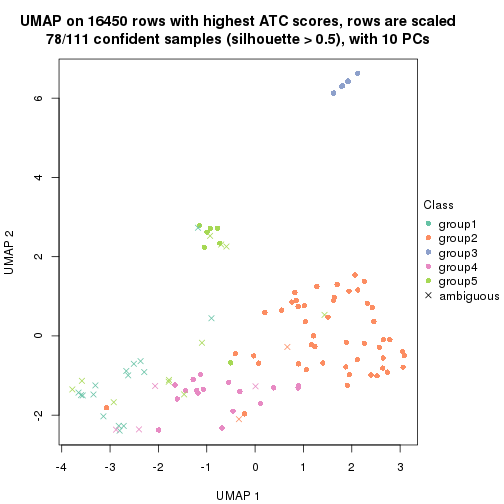 UMAP on 16450 rows with highest ATC scores, rows are scaled
78/111 confident samples (silhouette > 0.5), with 10 PCs
6
4
2
0
-2
UMAP 2
-4
-3
-2
-1
0
1
2
3
UMAP 1
Class
group1
group2
group3
group4
group5
ambiguous